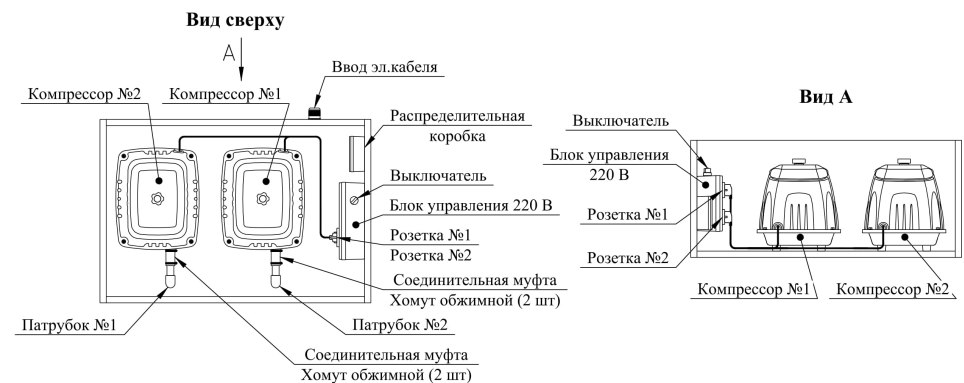 Вид сверху
А
Ввод эл.кабеля
Компрессор №2
Компрессор №1
Распределительная
коробка
Выключатель
Блок управления 220 В
Розетка №1
Розетка №2
Соединительная муфта
Хомут обжимной (2 шт)
Патрубок №1
Патрубок №2
Соединительная муфта
Хомут обжимной (2 шт)
Вид А
Выключатель
Блок управления
220 В
Розетка №1
Розетка №2
Компрессор №1
Компрессор №2